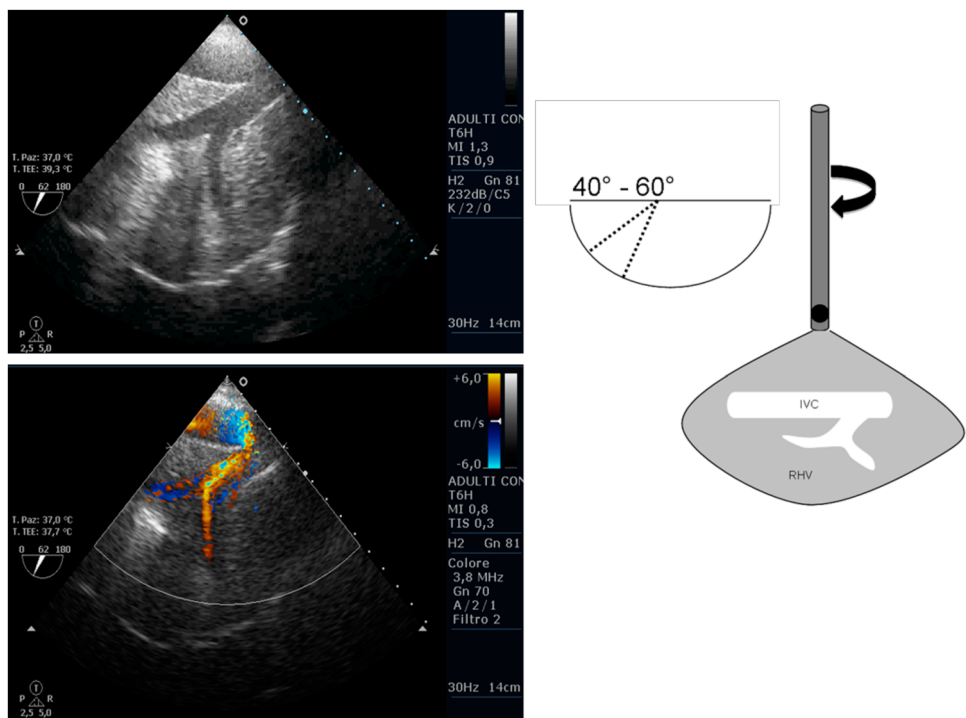 ADULTI CON
T6H
MI 1,3
TIS 0,9
T. Paz: 37,0 °C
T. TEE: 39,3 °C
0 62 180
H2 Gn 81
232dB/C5
K/2/0
T
P R
2,5 5,0
30Hz 14cm
40° - 60°
IVC
RHV
+6,0
cm/s
-6,0
ADULTI CON
T6H
MI 0,8
TIS 0,3
T. Paz: 37,0 °C
T. TEE: 37,7 °C
0 62 180
H2 Gn 81
Colore
3,8 MHz
Gn 70
A/2/1
Filtro 2
T
P R
2,5 5,0
30Hz 14cm